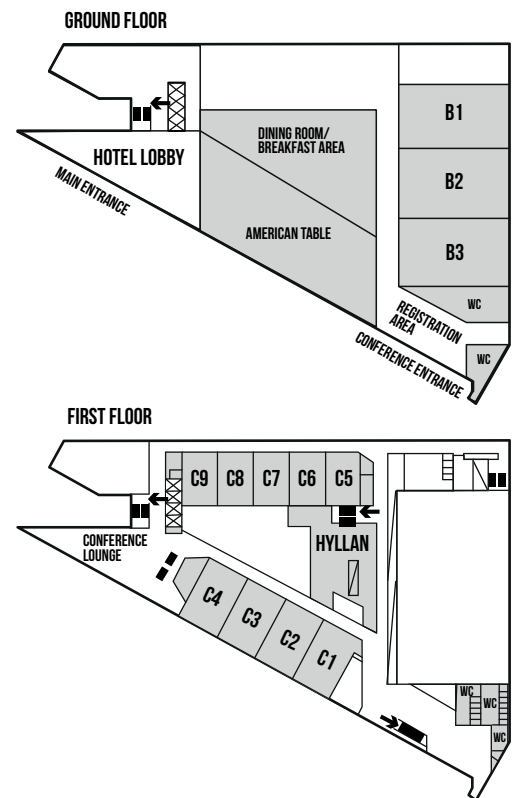 GROUND FLOOR
B1
DINING ROOM/
BREAKFAST AREA
HOTEL LOBBY
MAIN ENTRANCE
B2
AMERICAN TABLE
B3
WC
REGISTRATION
AREA
CONFERENCE ENTRANCE
WC
FIRST FLOOR
C9
C8
C7
C6
C5
CONFERENCE
LOUNGE
HYLLAN
C4
C3
C2
C1
WC
WC
WC